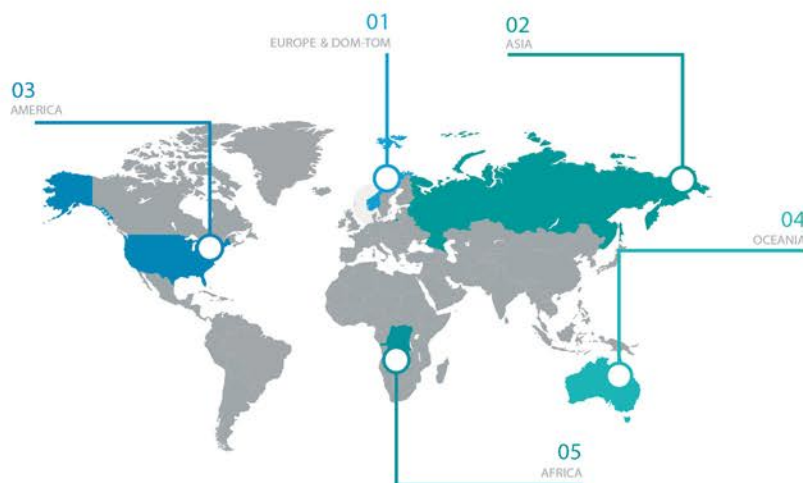 01
EUROPE & DOM-TOM
02
ASIA
03
AMERICA
04
OCEANIA
05
AFRICA